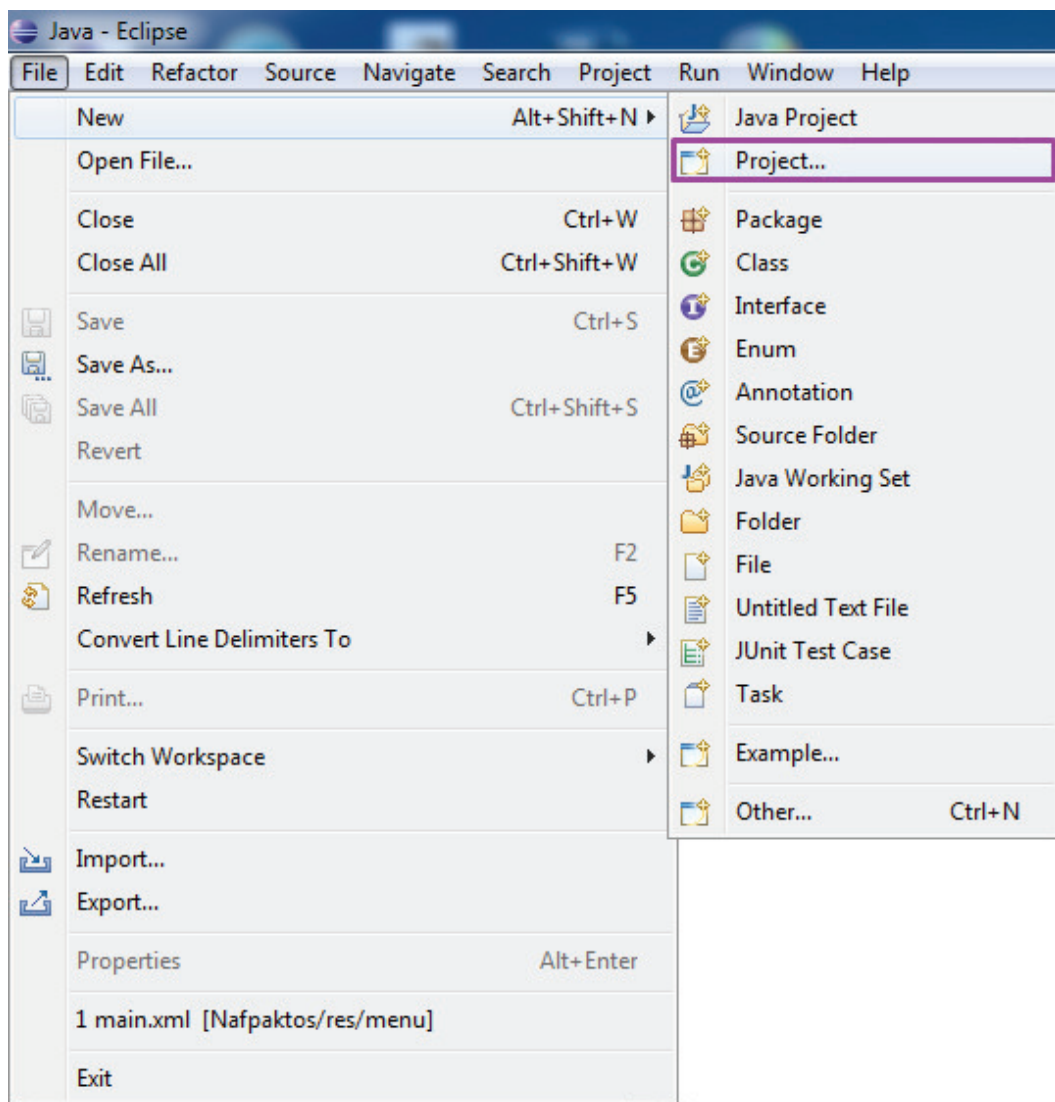 Java - Eclipse
File Edit Refactor Source Navigate Search Project Run Window Help
New Alt+Shift+N
Open File...
Close Ctrl+W
Close All Ctrl+Shift+W
Save Ctrl+S
Save As...
Save All Ctrl+Shift+S
Revert
Move...
Rename... F2
Refresh F5
Convert Line Delimiters To
Print... Ctrl+P
Switch Workspace
Restart
Import...
Export...
Properties Alt+Enter
1 main.xml [Nafpaktos/res/menu]
Exit
Java Project
Project...
Package
Class
Interface
Enum
Annotation
Source Folder
Java Working Set
Folder
File
Untitled Text File
JUnit Test Case
Task
Example...
Other... Ctrl+N